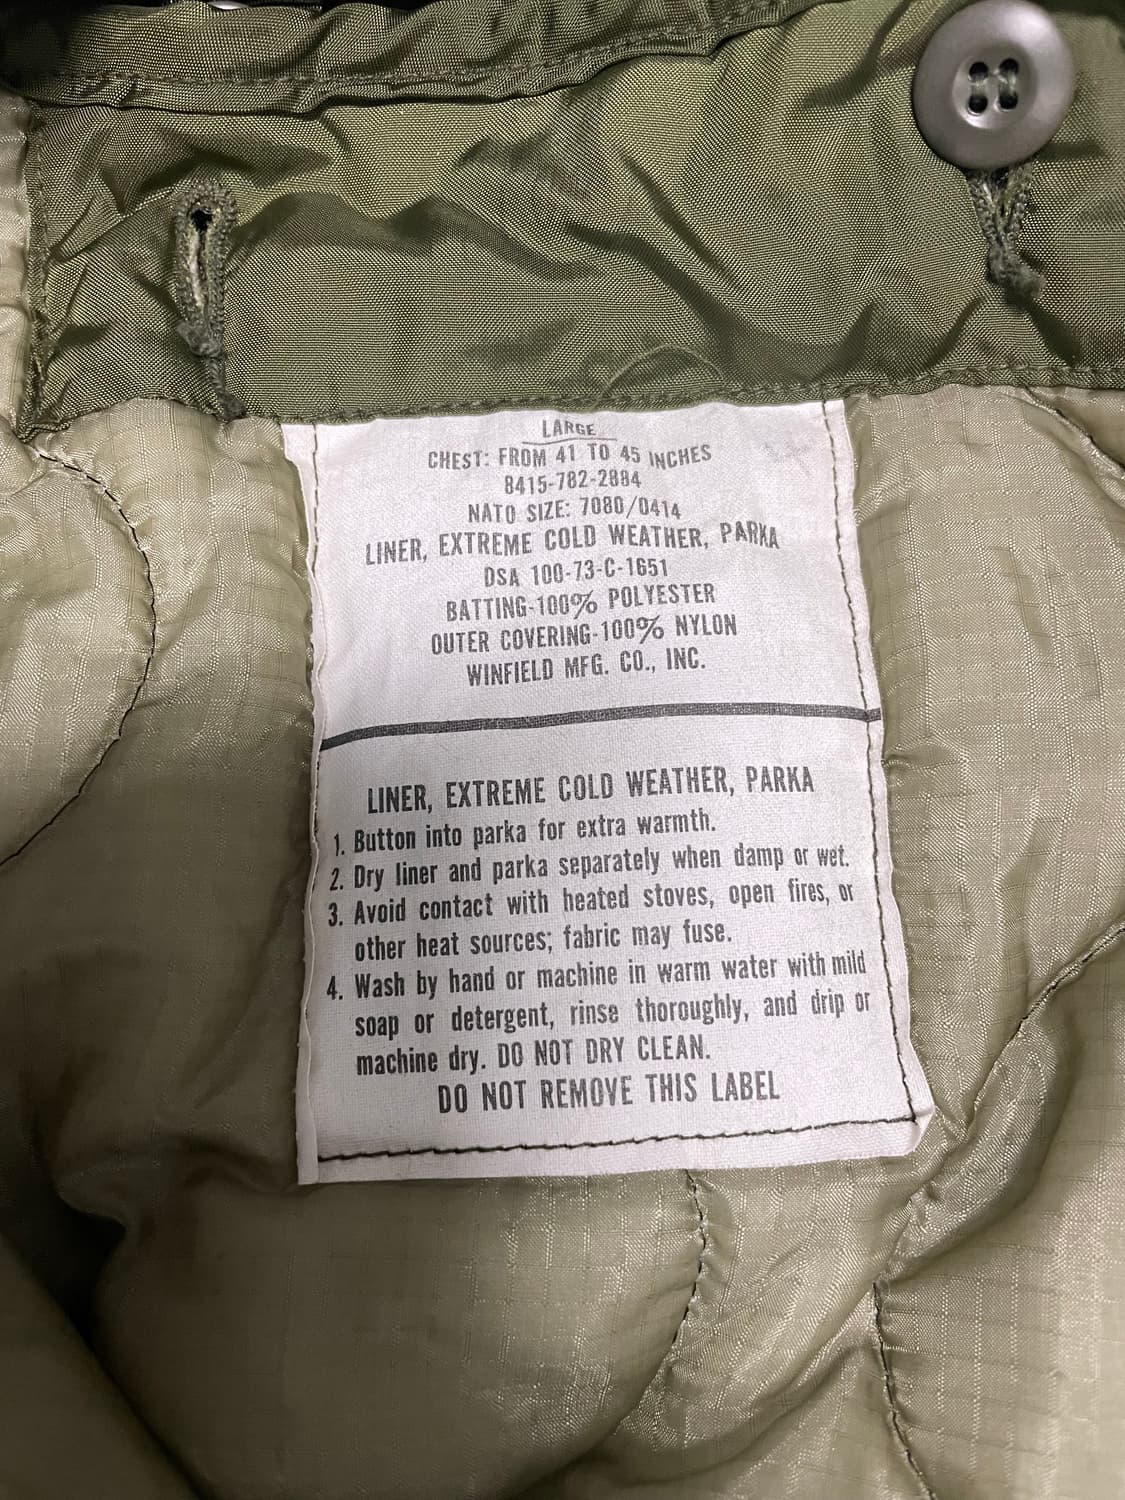 LARGE
CHEST: FROM 41 TO 45 INCHES
8415-782-2884
NATO SIZE: 7080/0414
LINER, EXTREME COLD WEATHER, PARKA
DSA 100-73-C-1651
BATTING-100% POLYESTER
OUTER COVERING-100% NYLON
WINFIELD MFG. CO., INC.
LINER, EXTREME COLD WEATHER, PARKA
1. Button into parka for extra warmth.
2. Dry liner and parka separately when damp or wet.
3. Avoid contact with heated stoves, open fires, or
other heat sources; fabric may fuse.
4. Wash by hand or machine in warm water with mild
soap or detergent, rinse thoroughly, and drip or
machine dry. DO NOT DRY CLEAN.
DO NOT REMOVE THIS LABEL